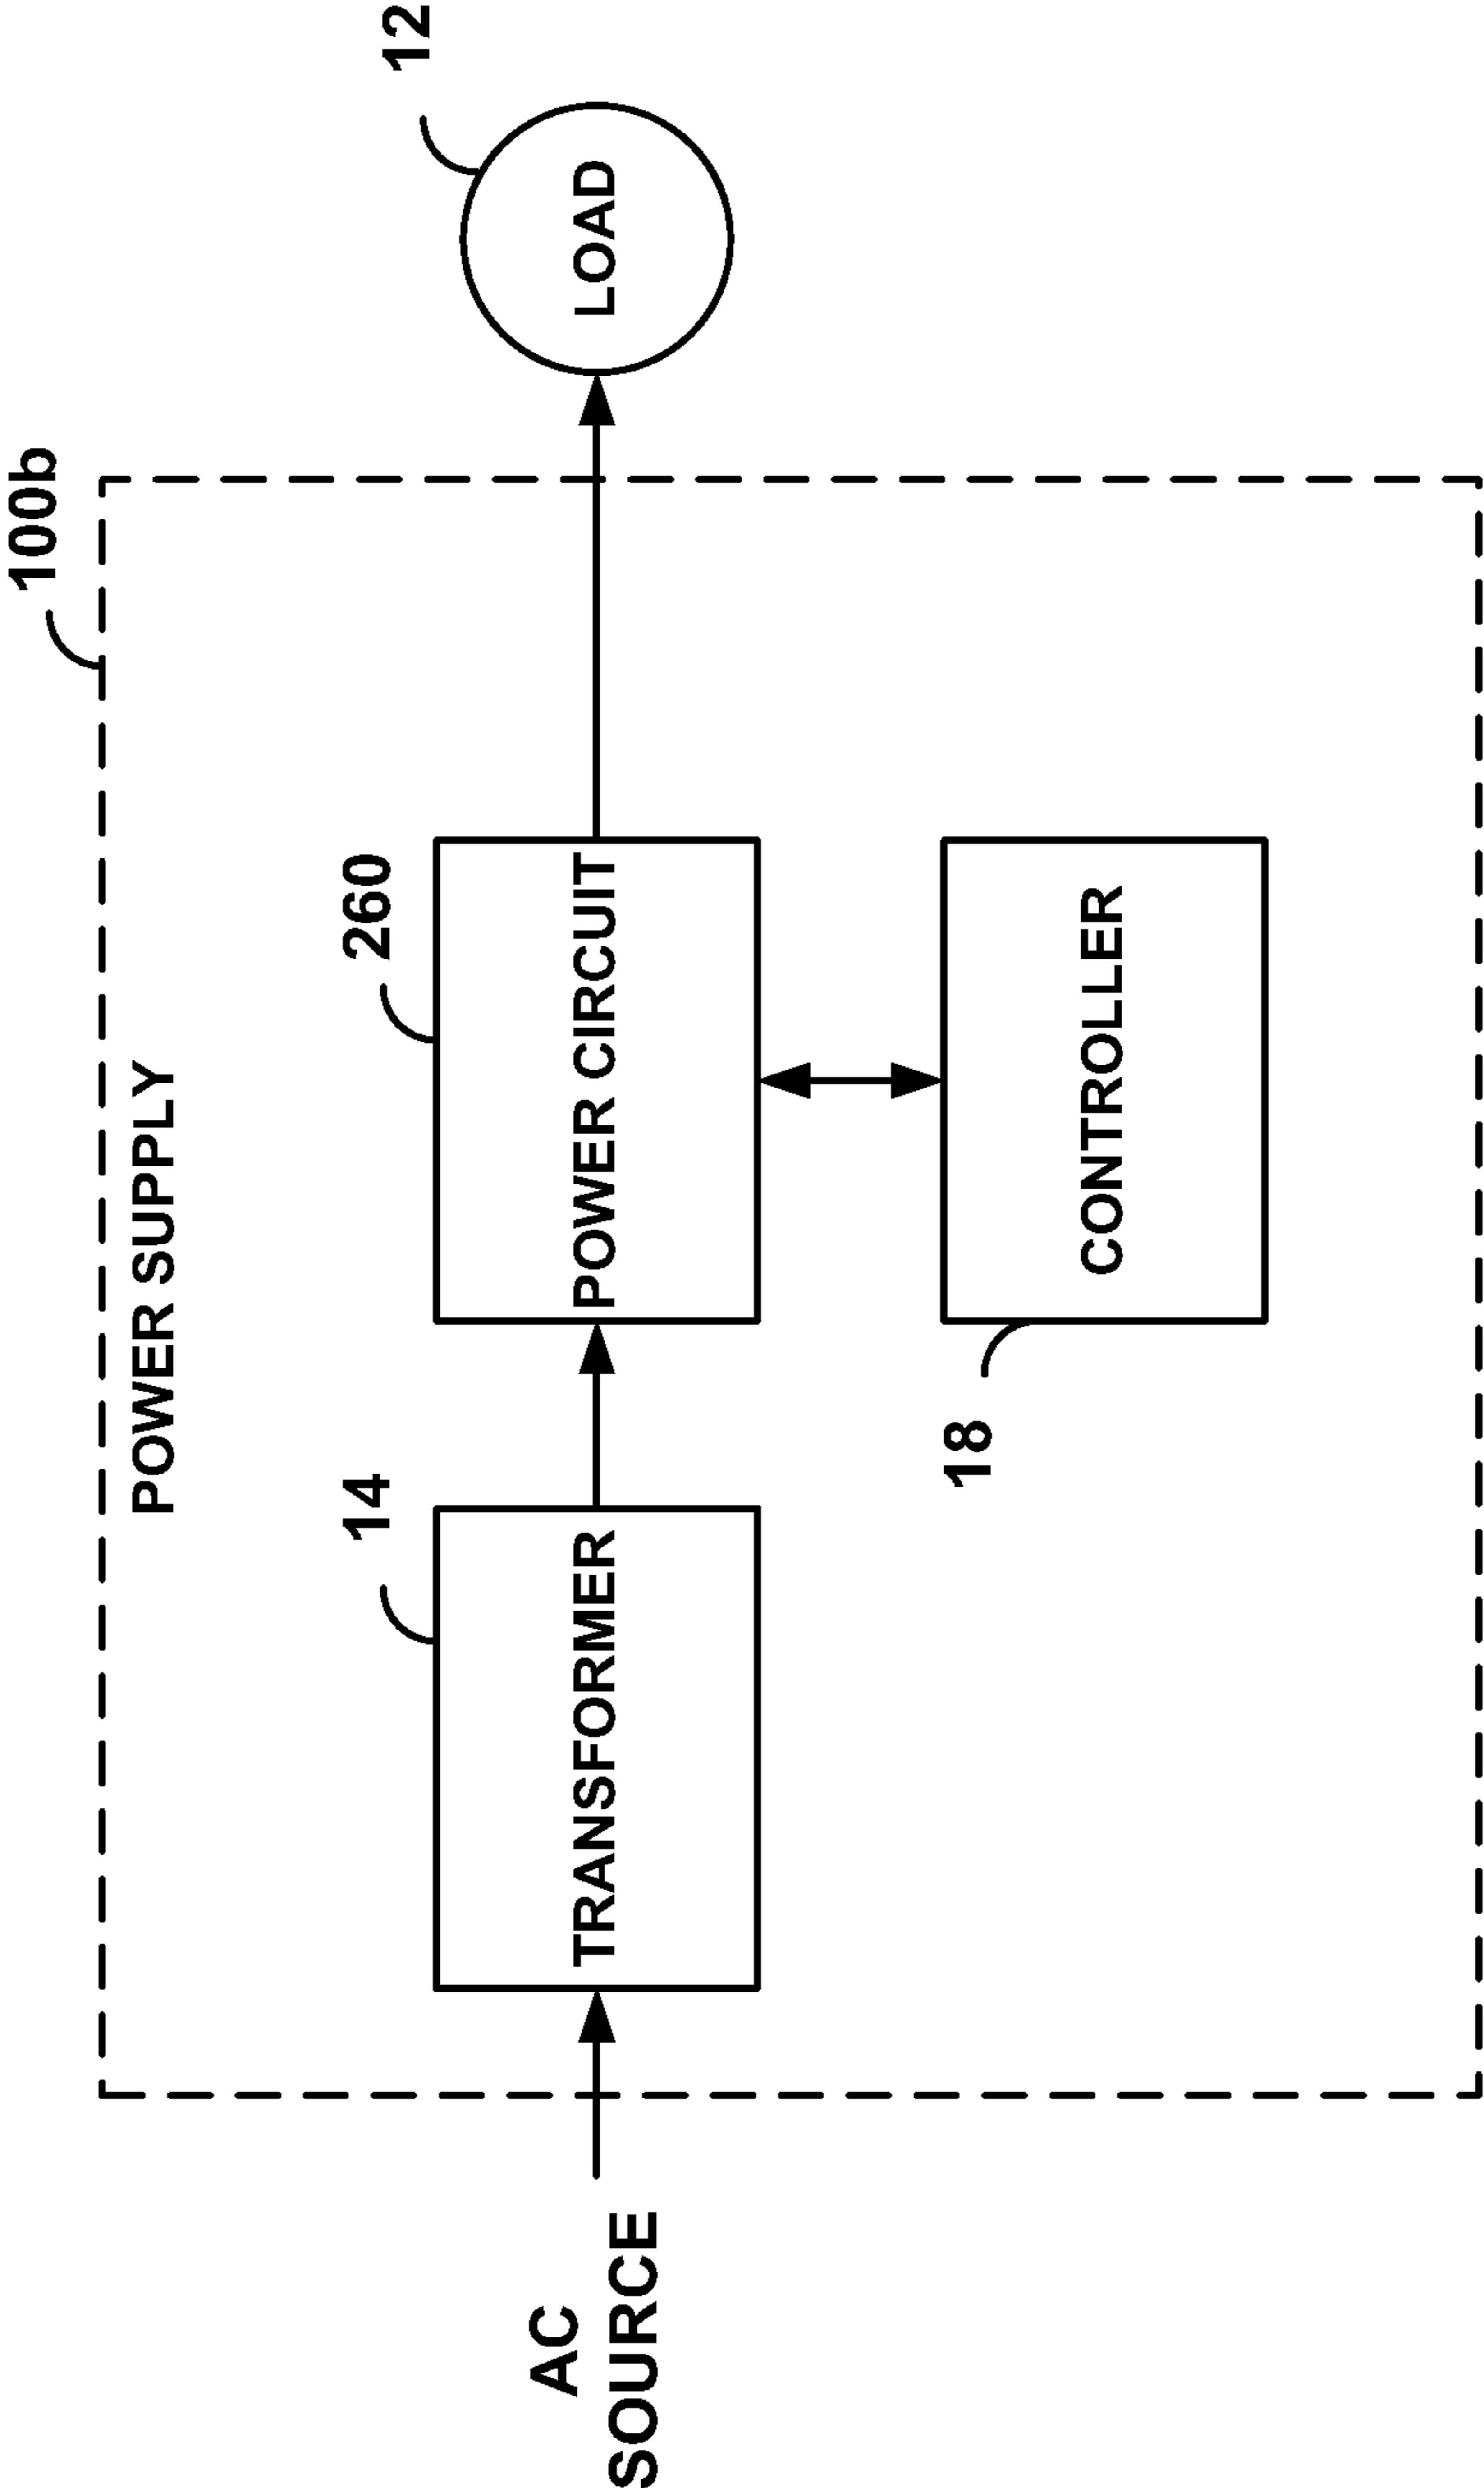 100b
POWER SUPPLY
14
260
12
AC
SOURCE
TRANSFORMER
POWER CIRCUIT
LOAD
18
CONTROLLER